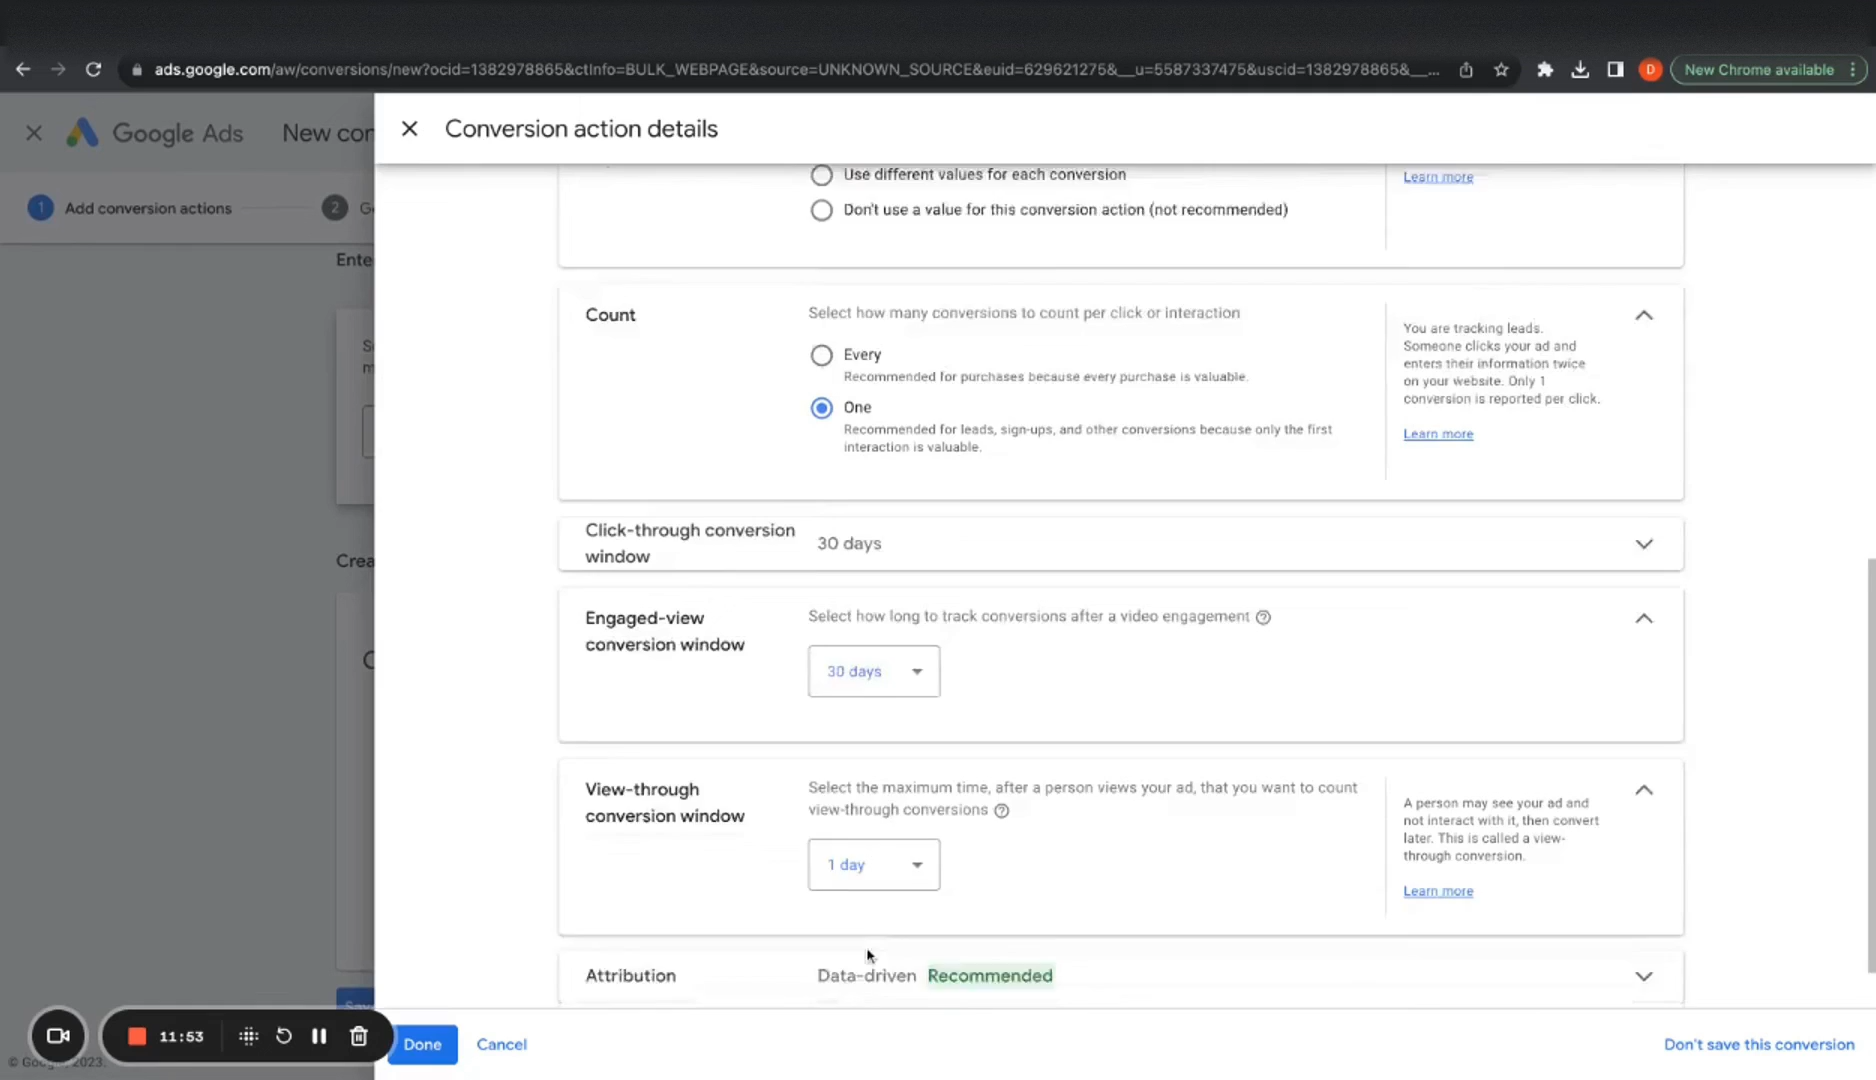 ads.google.com/aw/conversions/new?ocid=1382978865&ctInfo=BULK_WEBPAGE&source=UNKNOWN_SOURCE&euid=629621275&__u=5587337475&uscid=1382978865&__...
D
New Chrome available
Google Ads
New con
Conversion action details
1
Add conversion actions
2
Use different values for each conversion
Don't use a value for this conversion action (not recommended)
Learn more
Ente
Count
Select how many conversions to count per click or interaction
Every
Recommended for purchases because every purchase is valuable.
One
Recommended for leads, sign-ups, and other conversions because only the first
interaction is valuable.
You are tracking leads.
Someone clicks your ad and
enters their information twice
on your website. Only 1
conversion is reported per click.
Learn more
Click-through conversion
window
30 days
Crea
Engaged-view
conversion window
Select how long to track conversions after a video engagement
30 days
View-through
conversion window
Select the maximum time, after a person views your ad, that you want to count
view-through conversions
1 day
A person may see your ad and
not interact with it, then convert
later. This is called a view-
through conversion.
Learn more
Attribution
Data-driven
Recommended
11:53
Done
Cancel
Don't save this conversion
© Google, 2023.